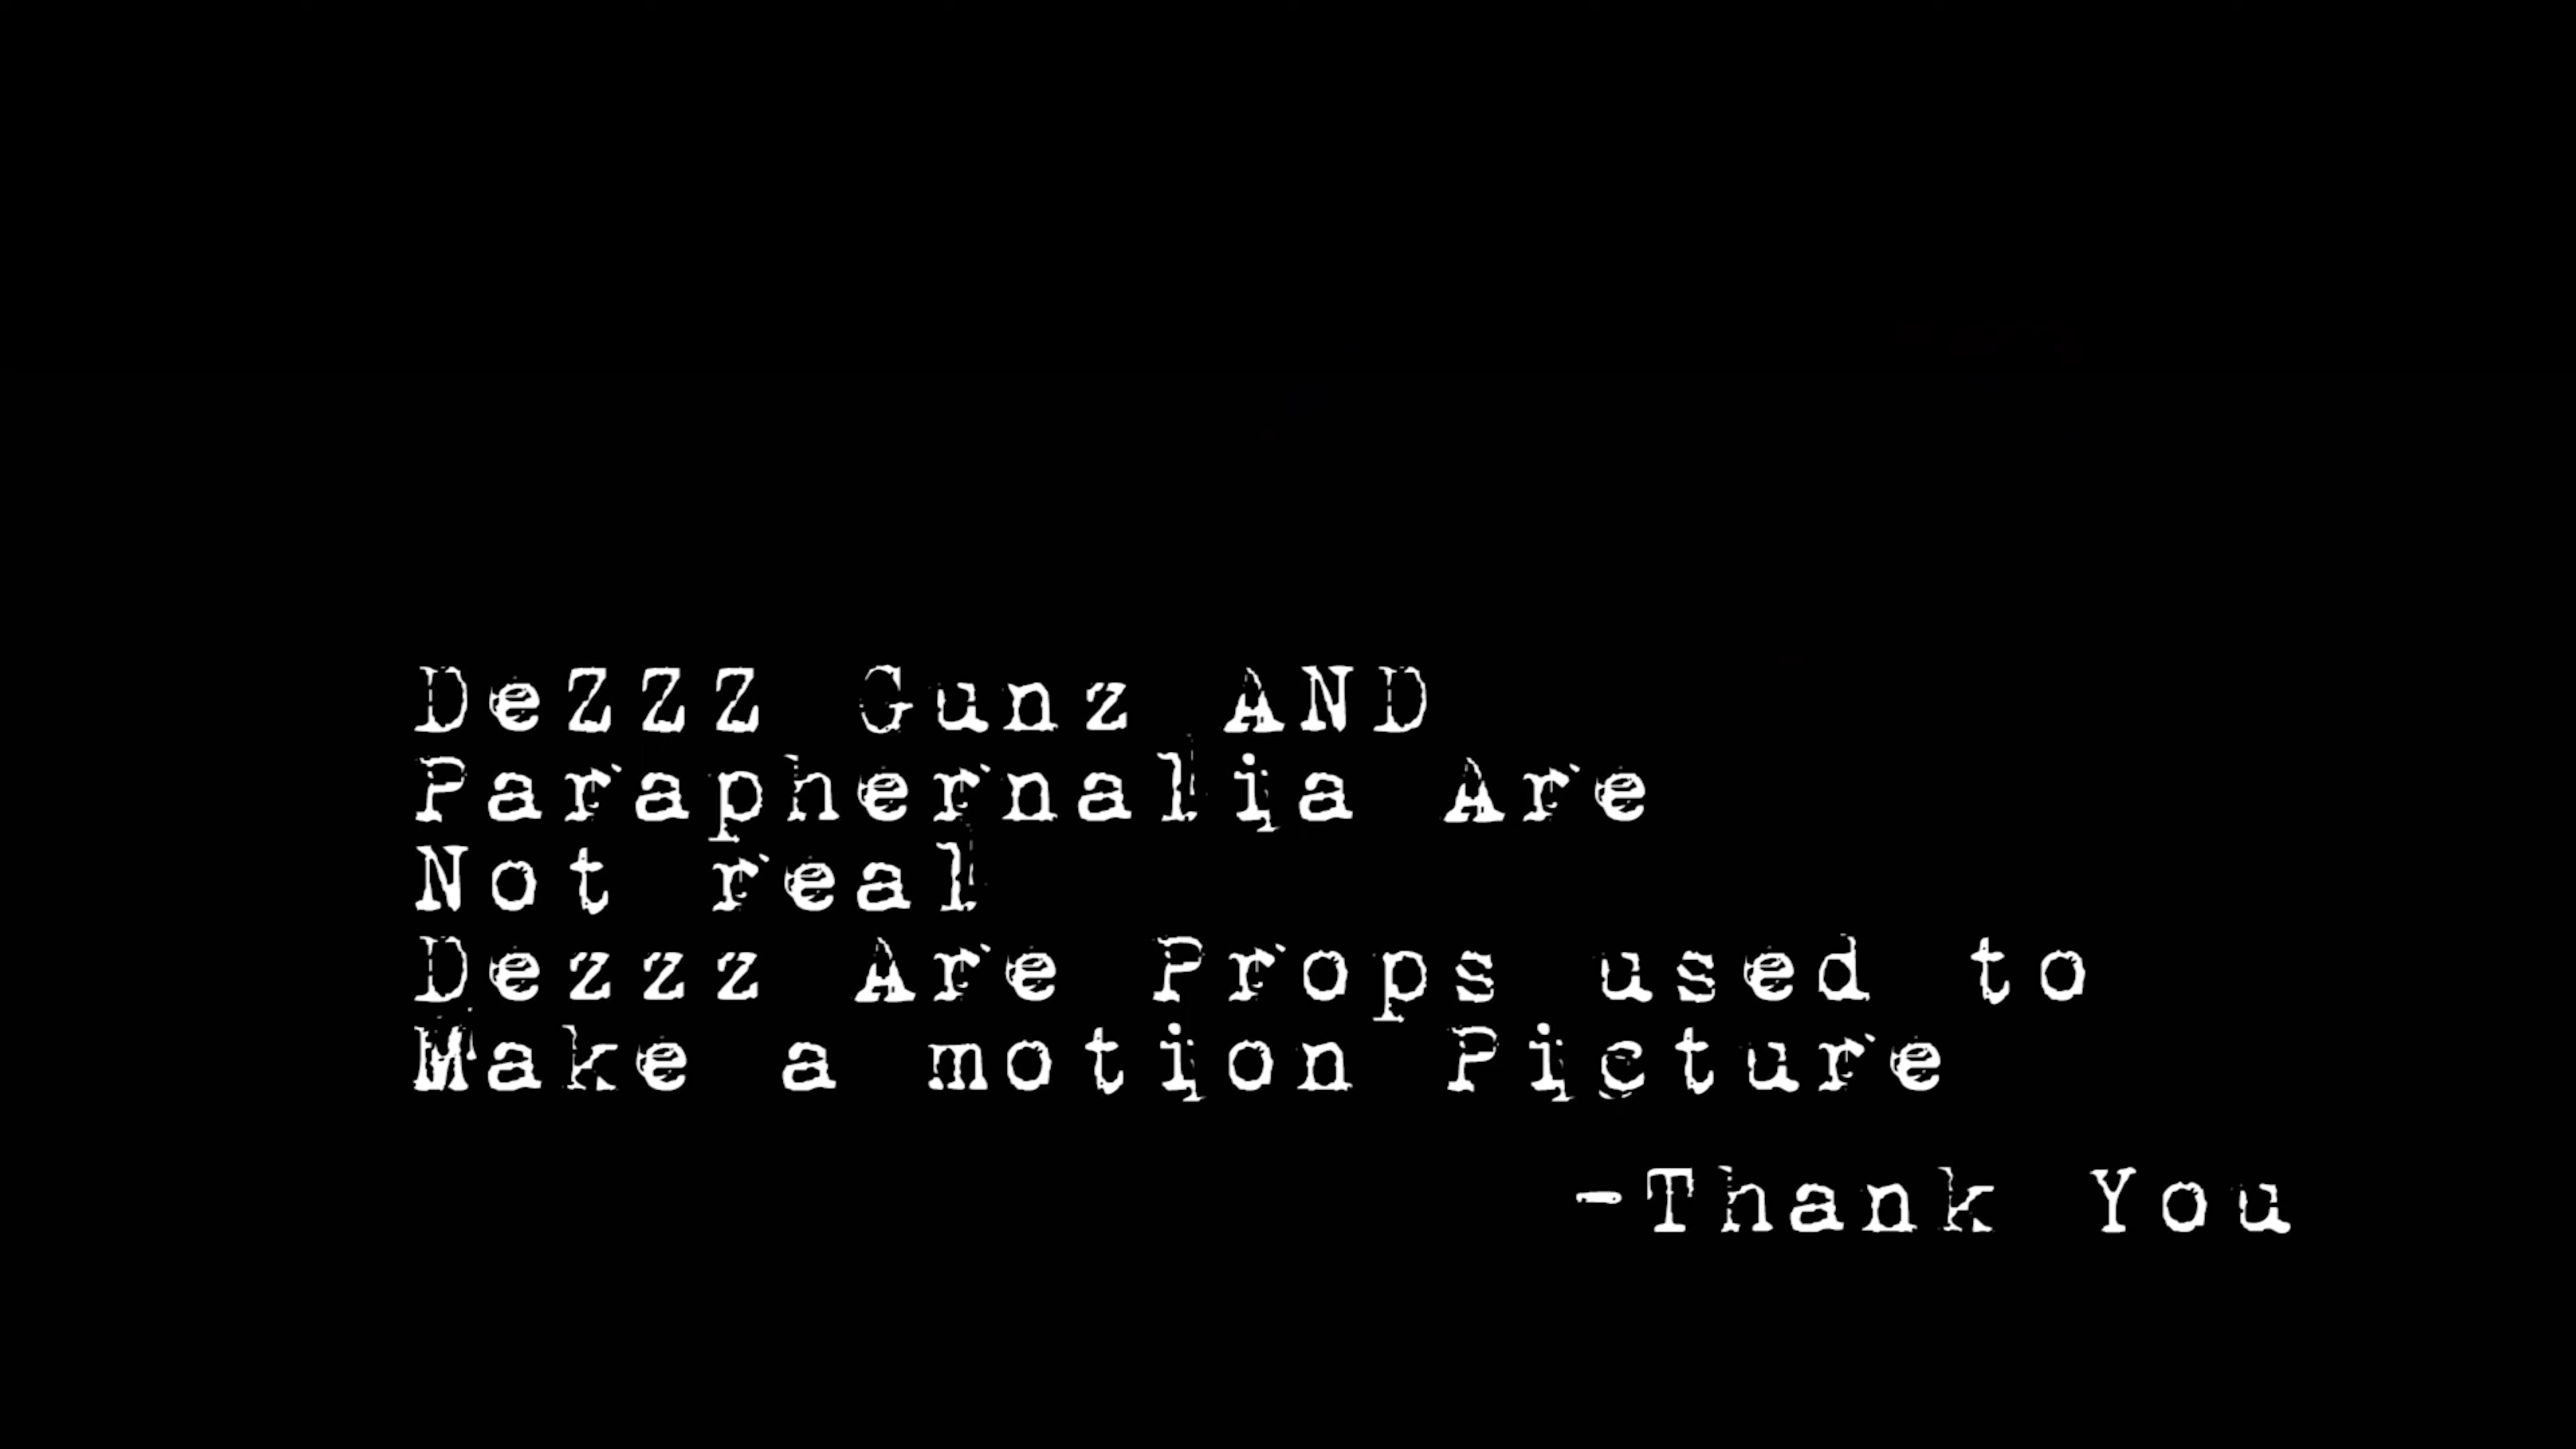 DeZZZ Gunz AND
Paraphernalia Are
Not real
Dezzz Are Props used to
Make a motion Picture
-Thank You